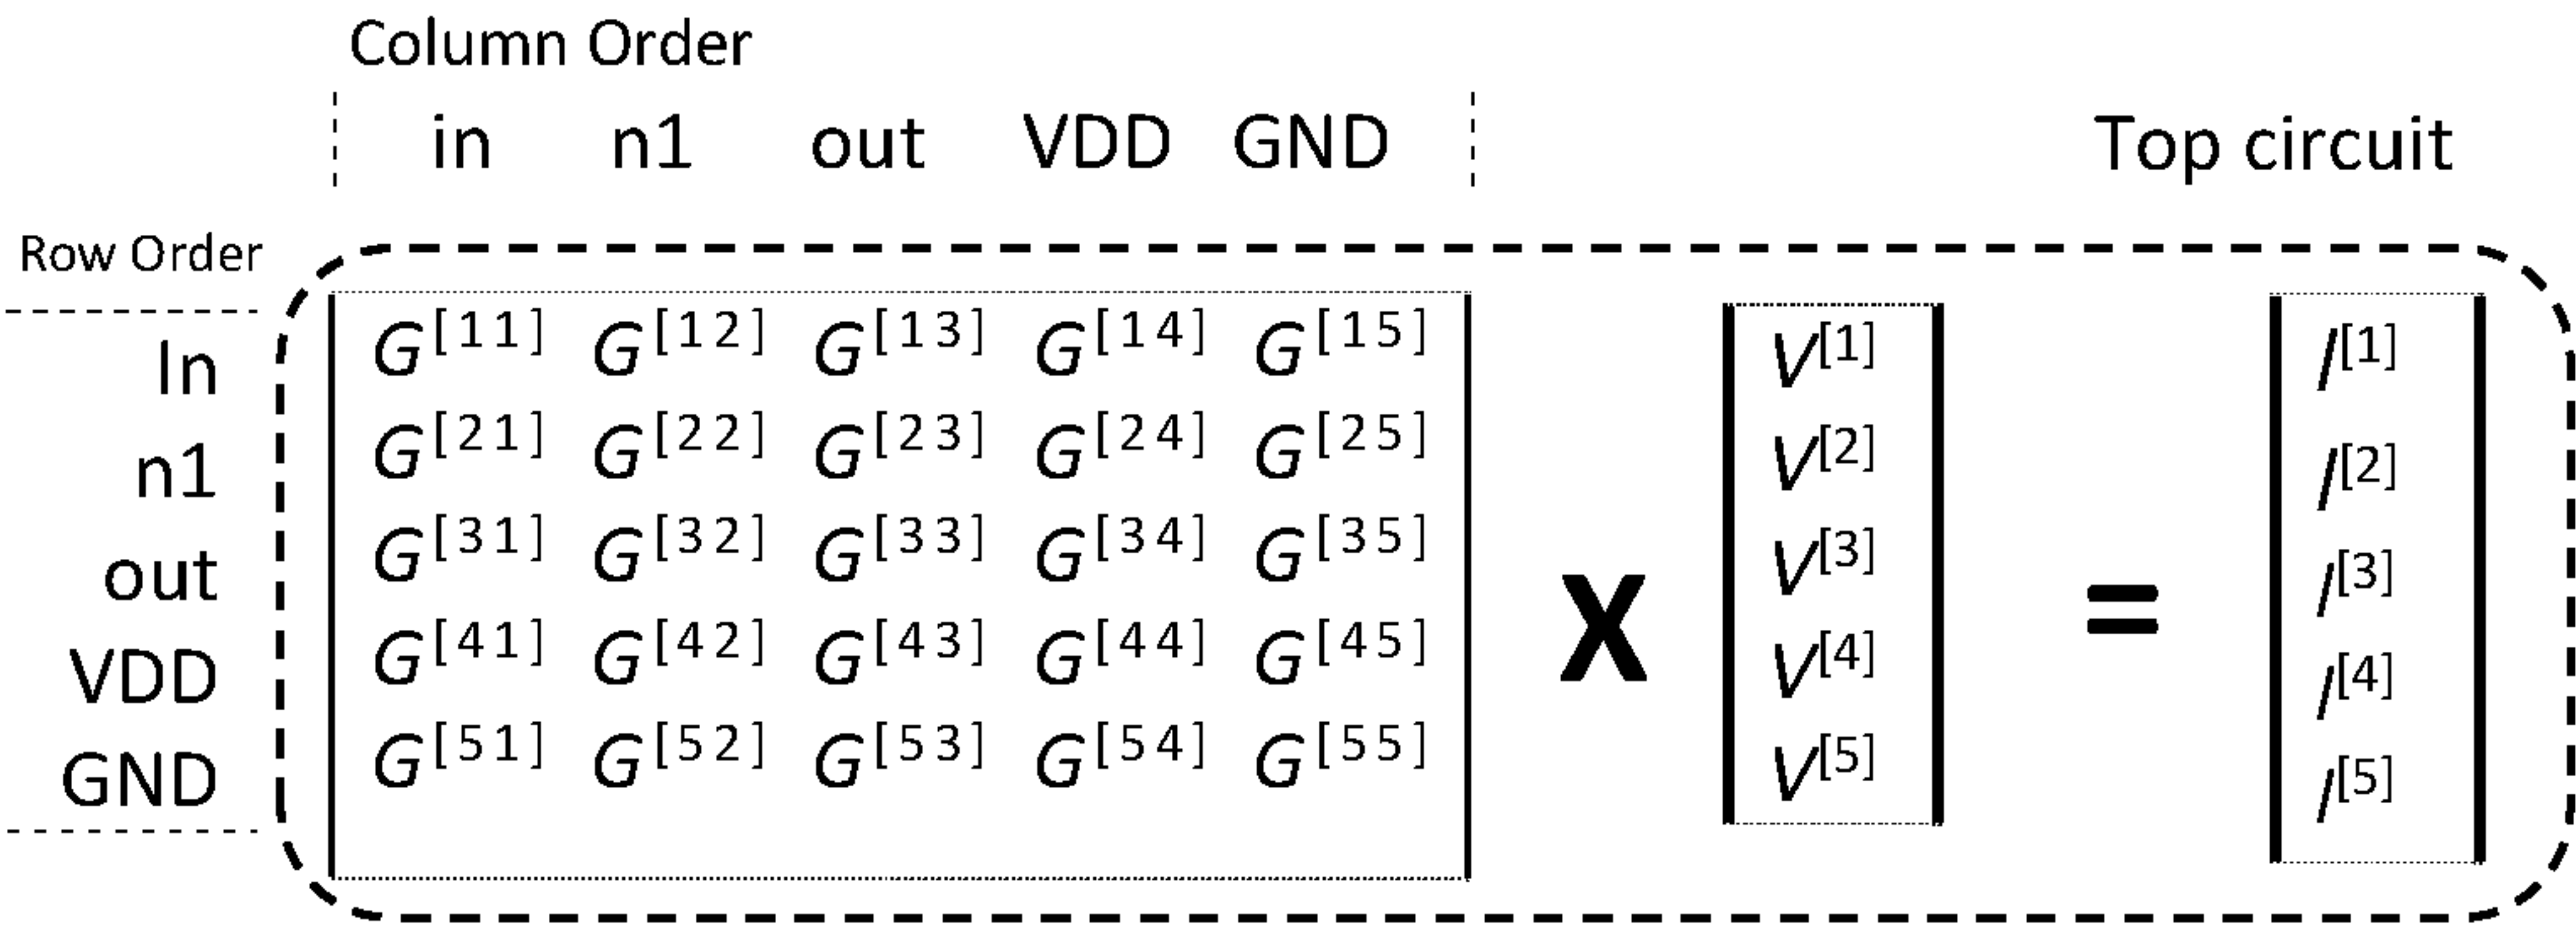 Column Order
in n1 out VDD GND
Top circuit
Row Order
In G[11] G[12] G[13] G[14] G[15] V[1] I[1]
n1 G[21] G[22] G[23] G[24] G[25] V[2] I[2]
out G[31] G[32] G[33] G[34] G[35] X V[3] = I[3]
VDD G[41] G[42] G[43] G[44] G[45] V[4] I[4]
GND G[51] G[52] G[53] G[54] G[55] V[5] I[5]